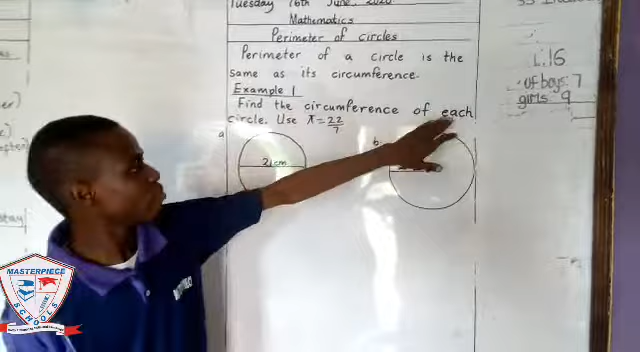 Tuesday 16th June, 2020
Mathematics
Perimeter of circles
Perimeter of a circle is the
same as its circumference.
Example 1
Find the circumference of each
circle. Use π = 22/7
a
21cm
b
L.16
of boys: 7
girls: 9
MASTERPIECE
SCHOOLS